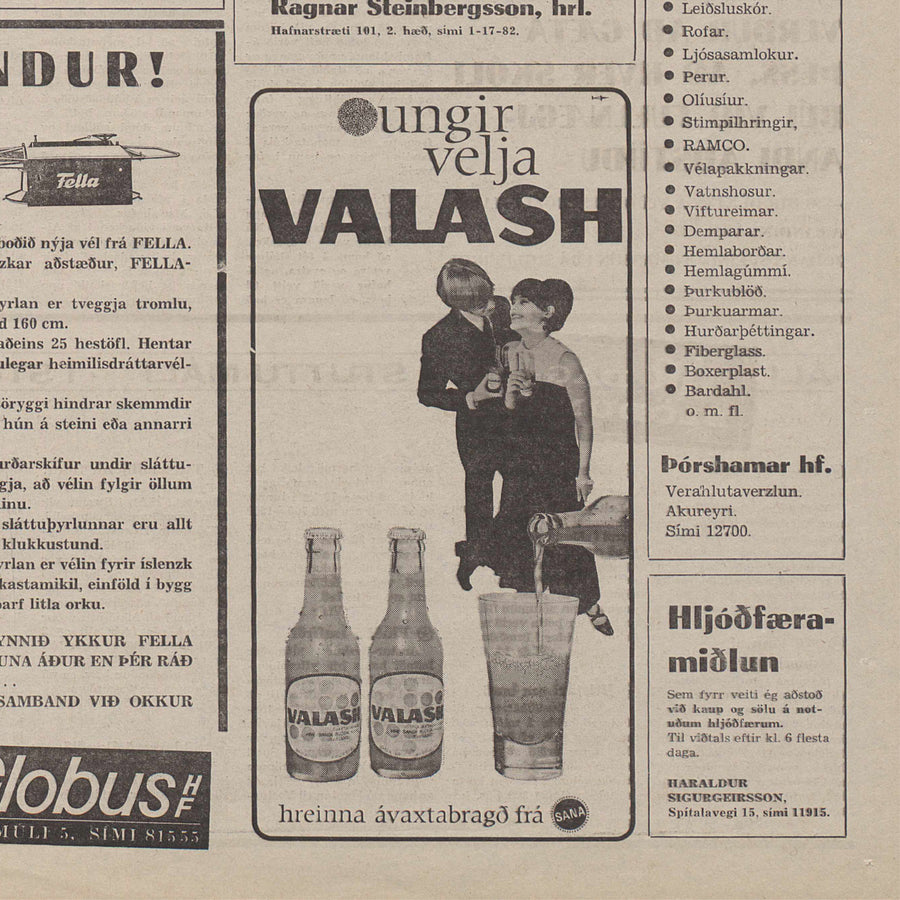 NDUR!
Fella
boðið nýja vél frá FELLA.
zkar aðstæður, FELLA-
yrlan er tveggja tromlu,
d 160 cm.
aðeins 25 hestöfl. Hentar
ulegar heimilisdráttarvél-
töryggi hindrar skemmdir
hún á steini eða annarri
urðarskífur undir sláttu-
gja, að vélin fylgir öllum
inu.
sláttuþyrlunnar eru allt
klukkustund.
yrlan er vélin fyrir íslenzk
kastamikil, einföld í bygg
parf litla orku.
YNNIÐ YKKUR FELLA
UNA ÁÐUR EN ÞÉR RÁÐ
. .
SAMBAND VIÐ OKKUR
Globus HF
MÚLI 5, SÍMI 81555
Ragnar Steinbergsson, hrl.
Hafnarstræti 101, 2. hæð, sími 1-17-82.
ungir
velja
VALASH
VALASH
VALASH
hreinna ávaxtabragð frá SANA
Leiðsluskór.
Rofar.
Ljósasamlokur.
Perur.
Olíusíur.
Stimpilhringir,
RAMCO.
Vélapakkningar.
Vatnshosur.
Viftureimar.
Demparar.
Hemlaborðar.
Hemlagúmmí.
Þurkublöð.
Þurkuarmar.
Hurðarþéttingar.
Fiberglass.
Boxerplast.
Bardahl.
o. m. fl.
Þórshamar hf.
Varahlutaverzlun.
Akureyri.
Sími 12700.
Hljóðfæra-
miðlun
Sem fyrr veiti ég aðstoð
við kaup og sölu á not-
uðum hljóðfærum.
Til viðtals eftir kl. 6 flesta
daga.
HARALDUR
SIGURGEIRSSON,
Spítalavegi 15, sími 11915.